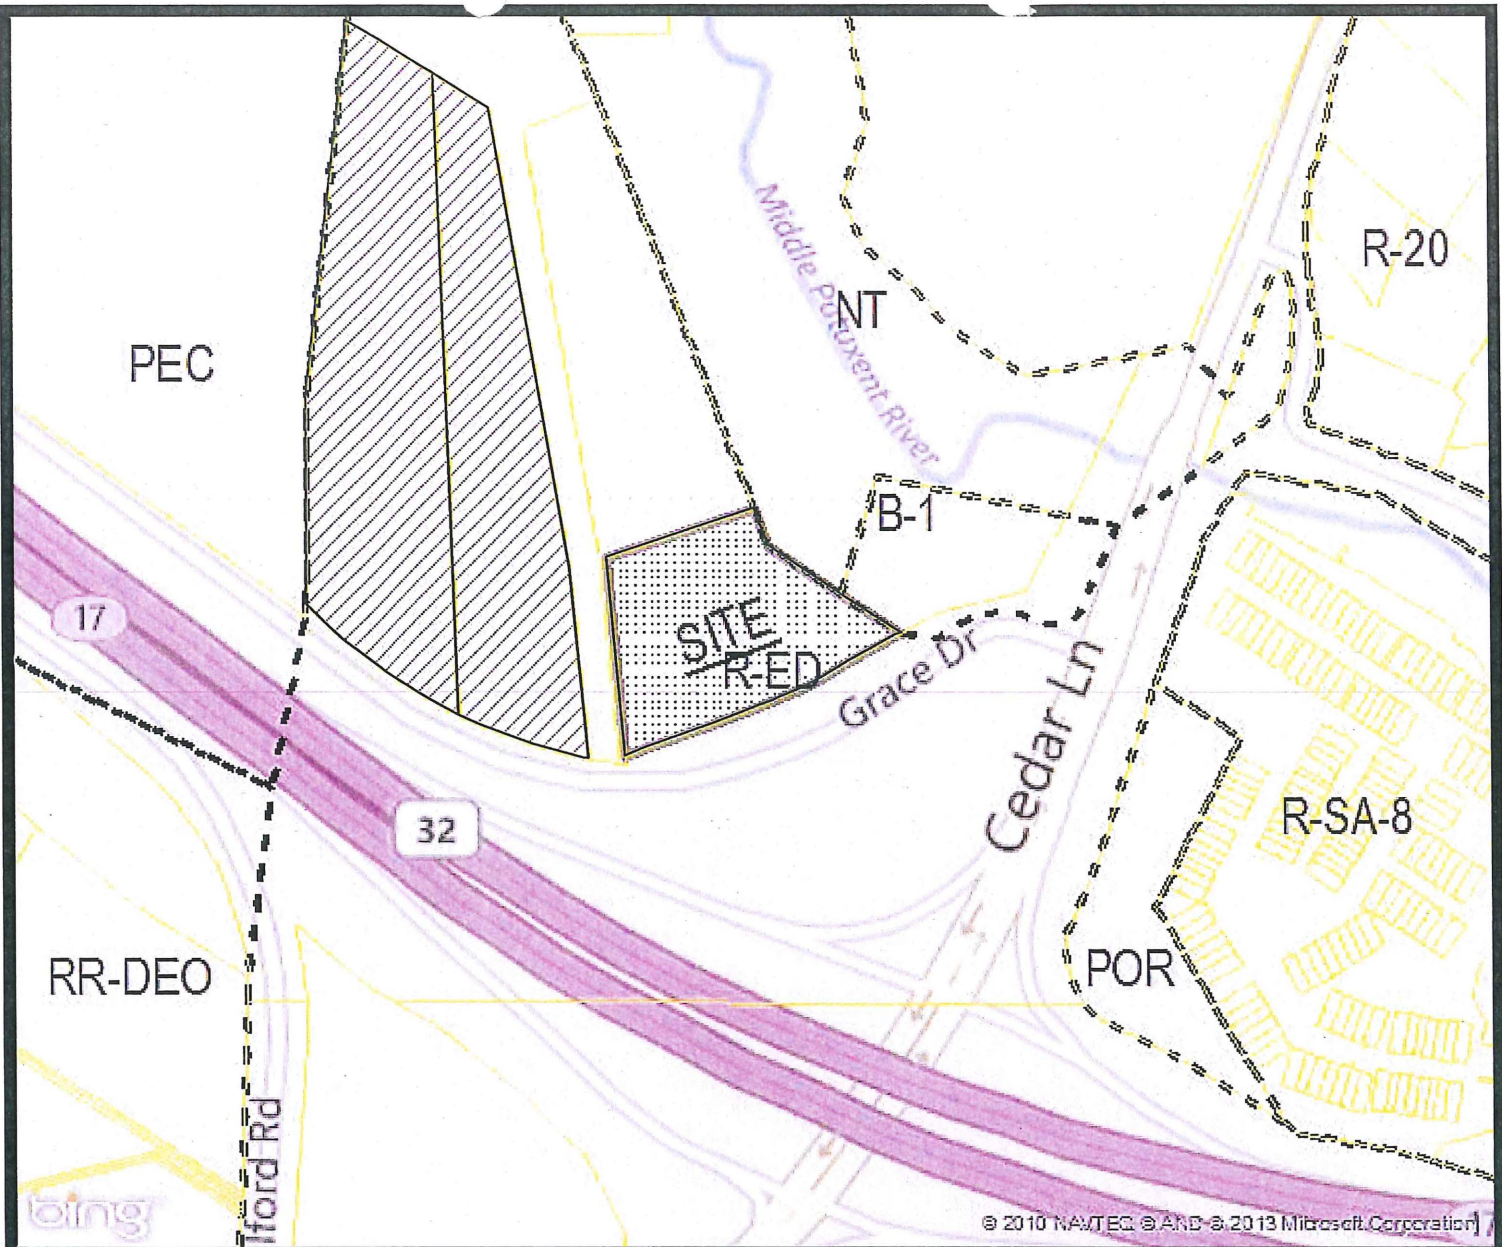 R-20
Middle Patuxent River
NT
PEC
B-1
17
SITE
R-ED
Grace Dr
Cedar Ln
32
R-SA-8
RR-DEO
POR
lford Rd
bing
© 2010 NAVTEQ © AND © 2013 Microsoft Corporation
17